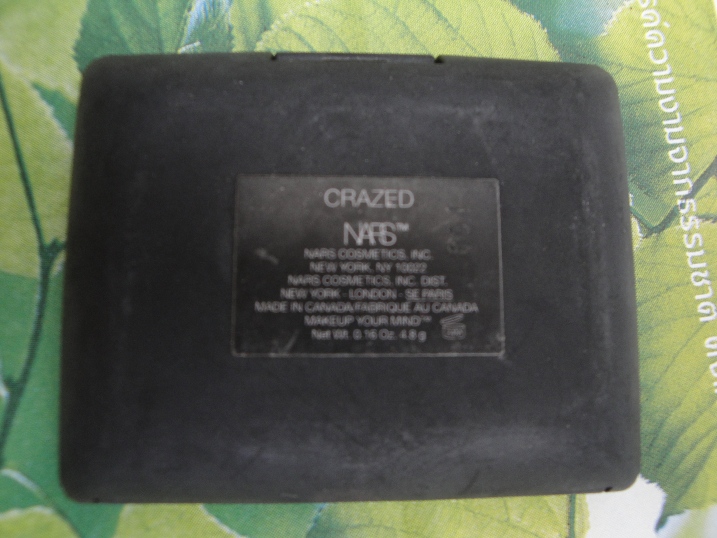 CRAZED
NARS™
NARS COSMETICS, INC.
NEW YORK, NY 10022
NARS COSMETICS, INC. DIST.
NEW YORK · LONDON · SE PARIS
MADE IN CANADA/FABRIQUÉ AU CANADA
MAKEUP YOUR MIND™
Net Wt. 0.16 Oz. 4.8 g